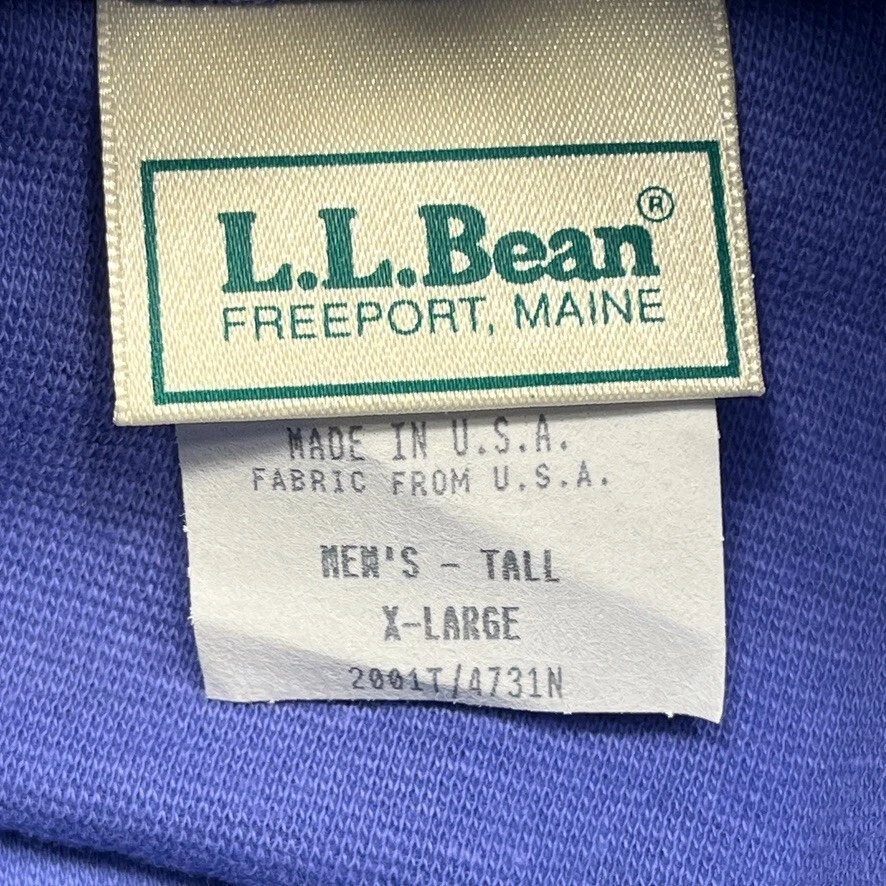 L.L.Bean®
FREEPORT, MAINE
MADE IN U.S.A.
FABRIC FROM U.S.A.
MEN'S - TALL
X-LARGE
2001T/4731N